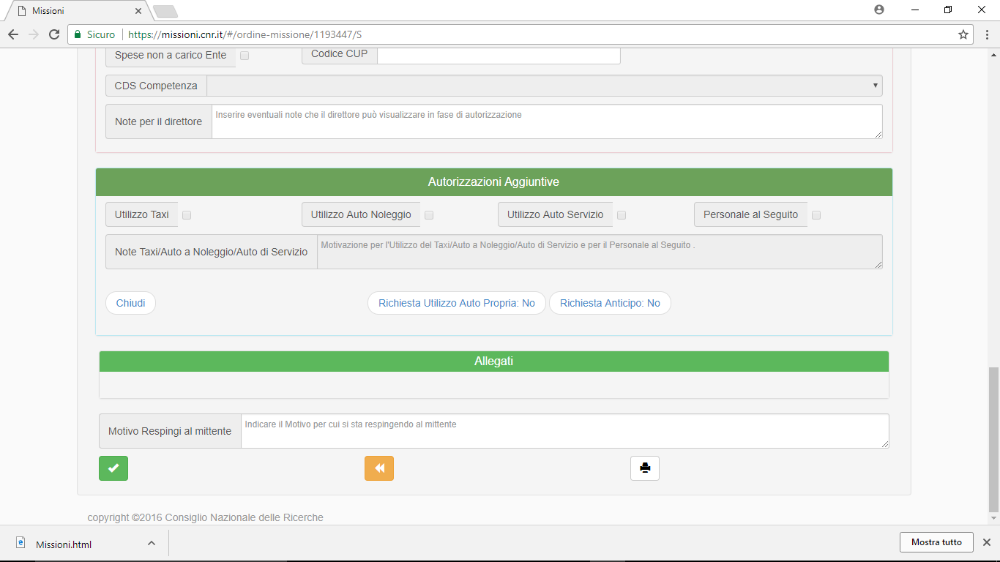 Missioni
Sicuro https://missioni.cnr.it/#/ordine-missione/1193447/S
Spese non a carico Ente Codice CUP
CDS Competenza
Note per il direttore Inserire eventuali note che il direttore può visualizzare in fase di autorizzazione
Autorizzazioni Aggiuntive
Utilizzo Taxi Utilizzo Auto Noleggio Utilizzo Auto Servizio Personale al Seguito
Note Taxi/Auto a Noleggio/Auto di Servizio Motivazione per l'Utilizzo del Taxi/Auto a Noleggio/Auto di Servizio e per il Personale al Seguito .
Chiudi Richiesta Utilizzo Auto Propria: No Richiesta Anticipo: No
Allegati
Motivo Respingi al mittente Indicare il Motivo per cui si sta respingendo al mittente
copyright ©2016 Consiglio Nazionale delle Ricerche
Missioni.html Mostra tutto